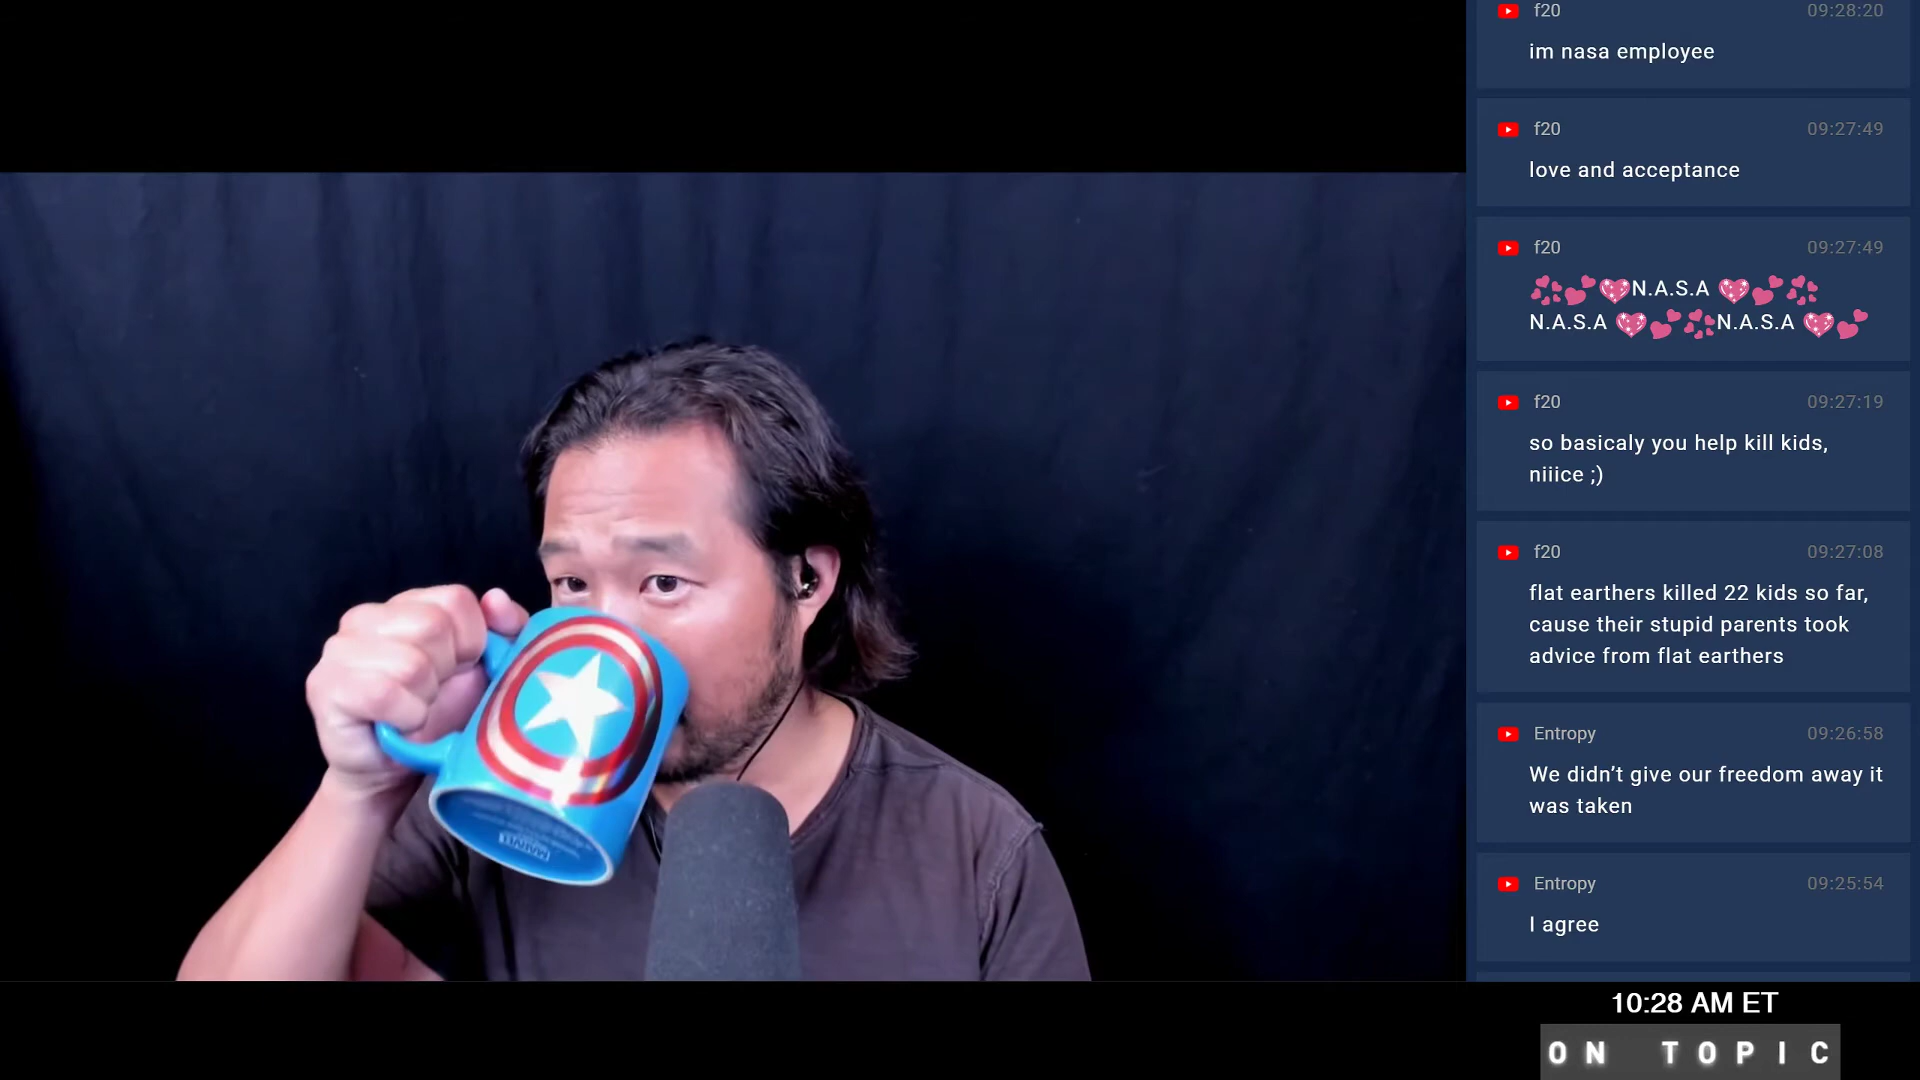 f20 09:28:20
im nasa employee
f20 09:27:49
love and acceptance
f20 09:27:49
💞💕💖N.A.S.A 💖💕💞
N.A.S.A 💖💕💞N.A.S.A 💖💕
f20 09:27:19
so basicaly you help kill kids,
niiice ;)
f20 09:27:08
flat earthers killed 22 kids so far,
cause their stupid parents took
advice from flat earthers
Entropy 09:26:58
We didn’t give our freedom away it
was taken
Entropy 09:25:54
I agree
MARVEL
10:28 AM ET
ON TOPIC